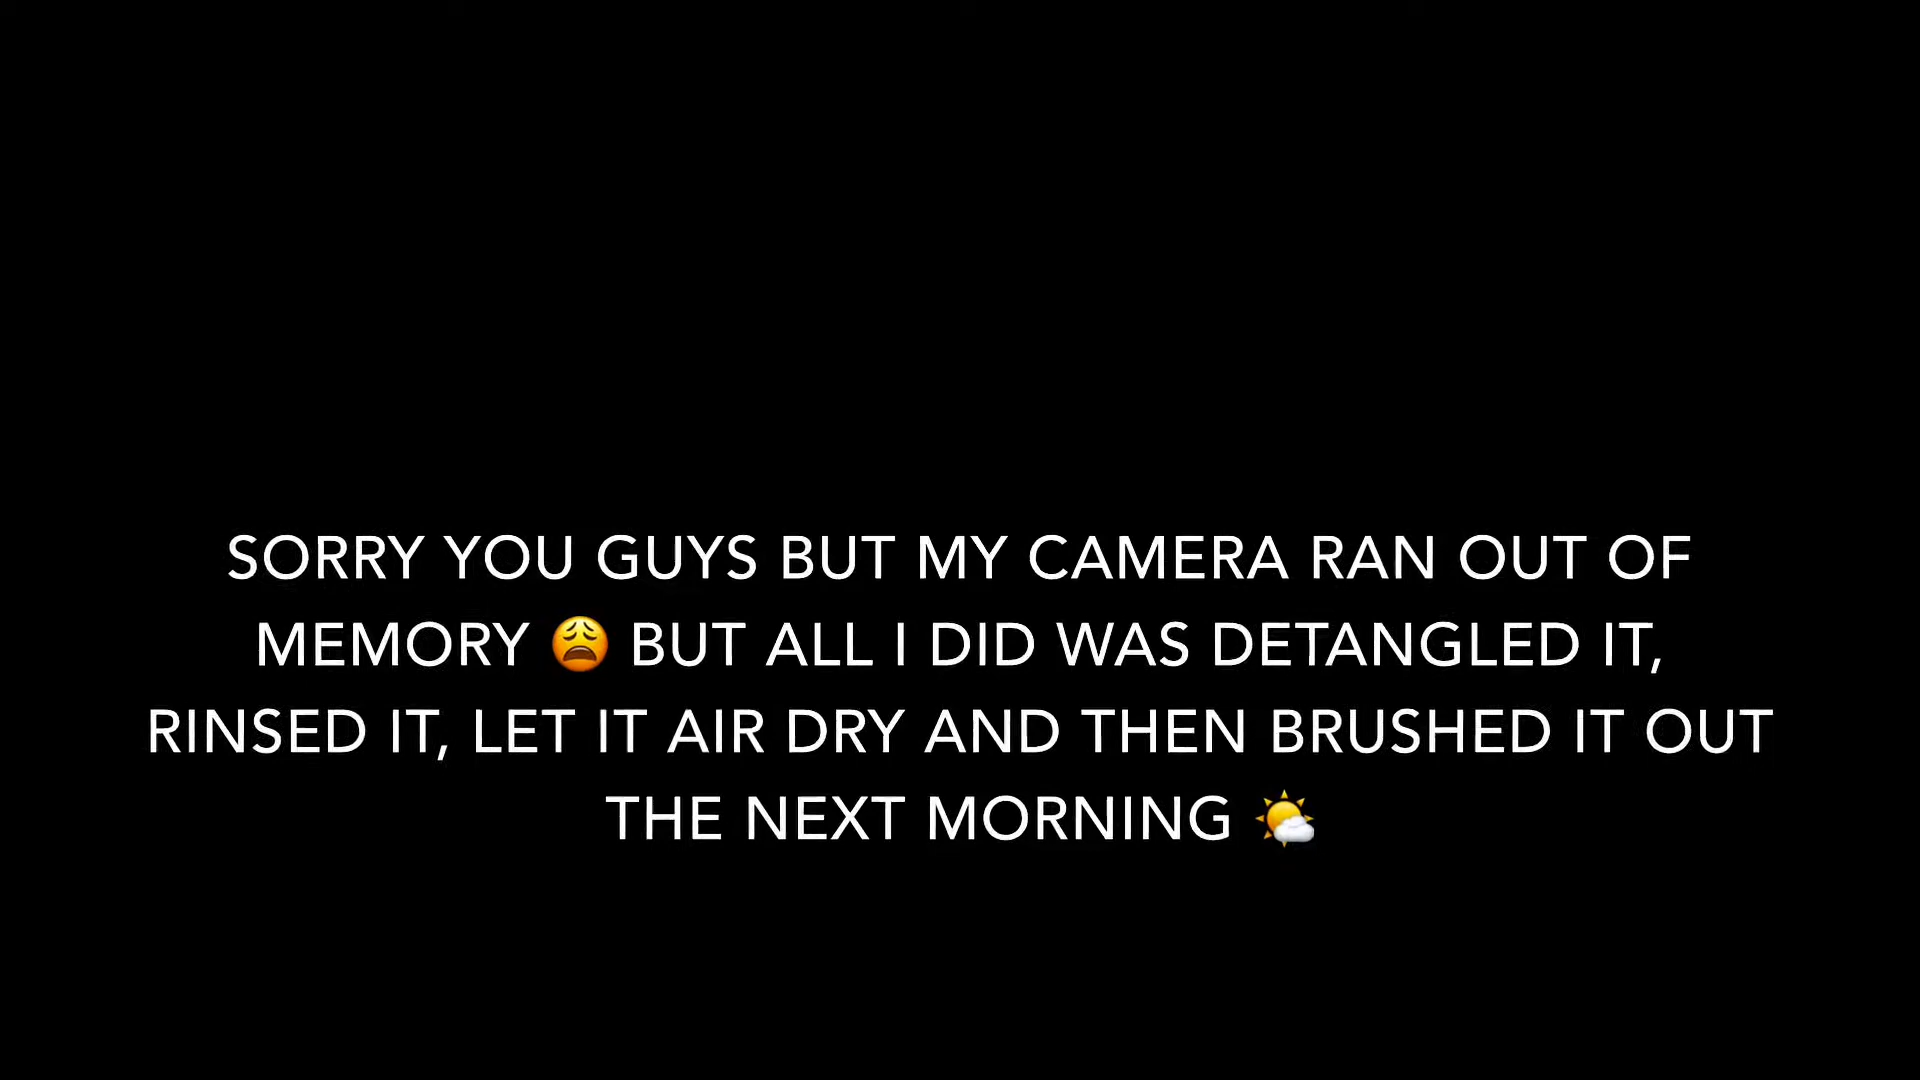 SORRY YOU GUYS BUT MY CAMERA RAN OUT OF
MEMORY 😩 BUT ALL I DID WAS DETANGLED IT,
RINSED IT, LET IT AIR DRY AND THEN BRUSHED IT OUT
THE NEXT MORNING 🌤